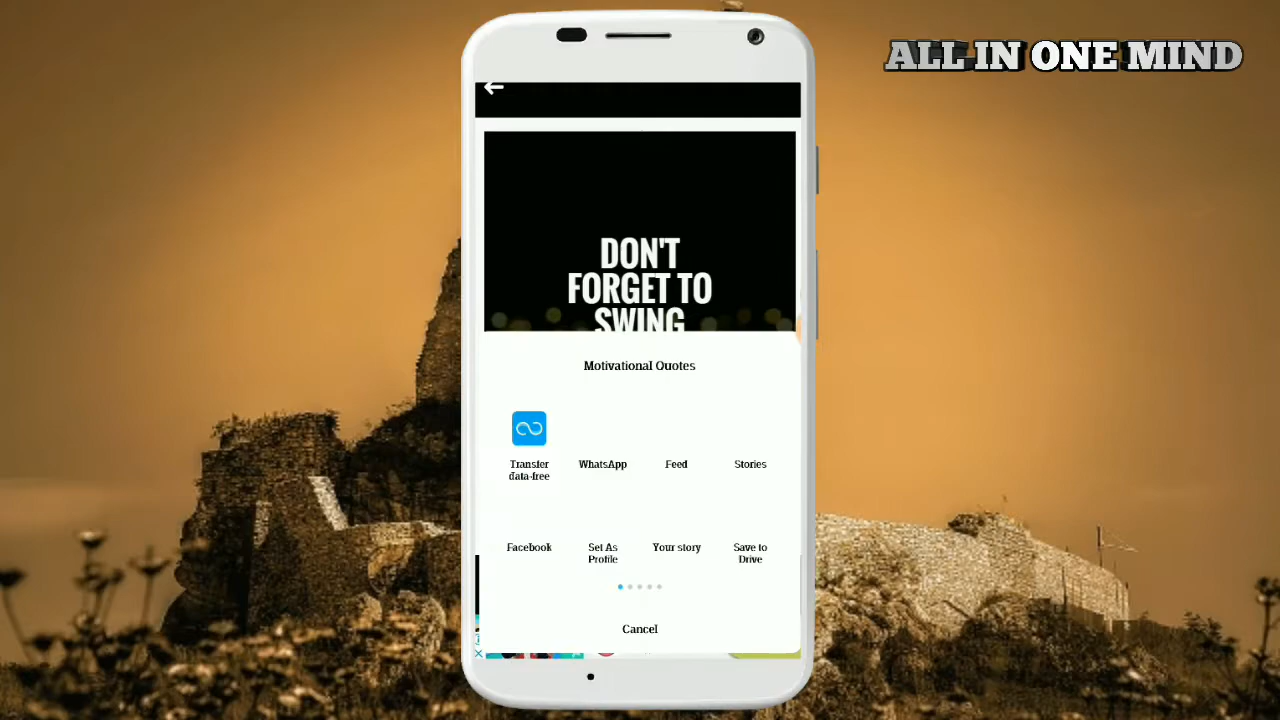 ALL IN ONE MIND
DON'T
FORGET TO
SWING
Motivational Quotes
Transfer
data-free
WhatsApp
Feed
Stories
Facebook
Set As
Profile
Your story
Save to
Drive
Cancel